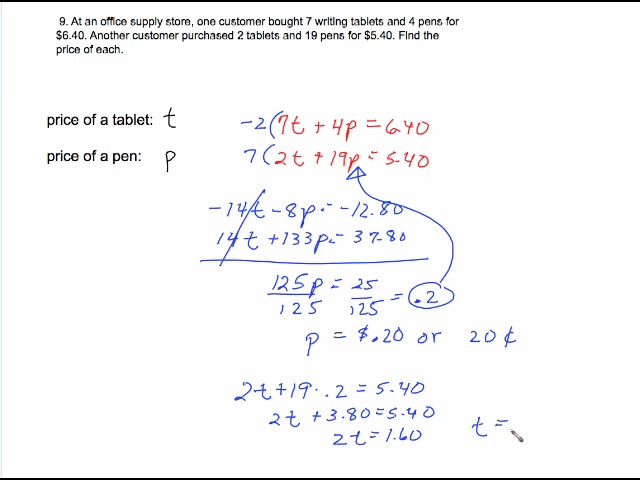 9. At an office supply store, one customer bought 7 writing tablets and 4 pens for
$6.40. Another customer purchased 2 tablets and 19 pens for $5.40. Find the
price of each.
price of a tablet: t
-2(7t + 4p = 6.40
price of a pen: p
7(2t + 19p = 5.40
-14t - 8p = -12.80
14t + 133p = 37.80
125p = 25
125 125 = .2
p = $.20 or 20¢
2t + 19 · .2 = 5.40
2t + 3.80 = 5.40
2t = 1.60
t =